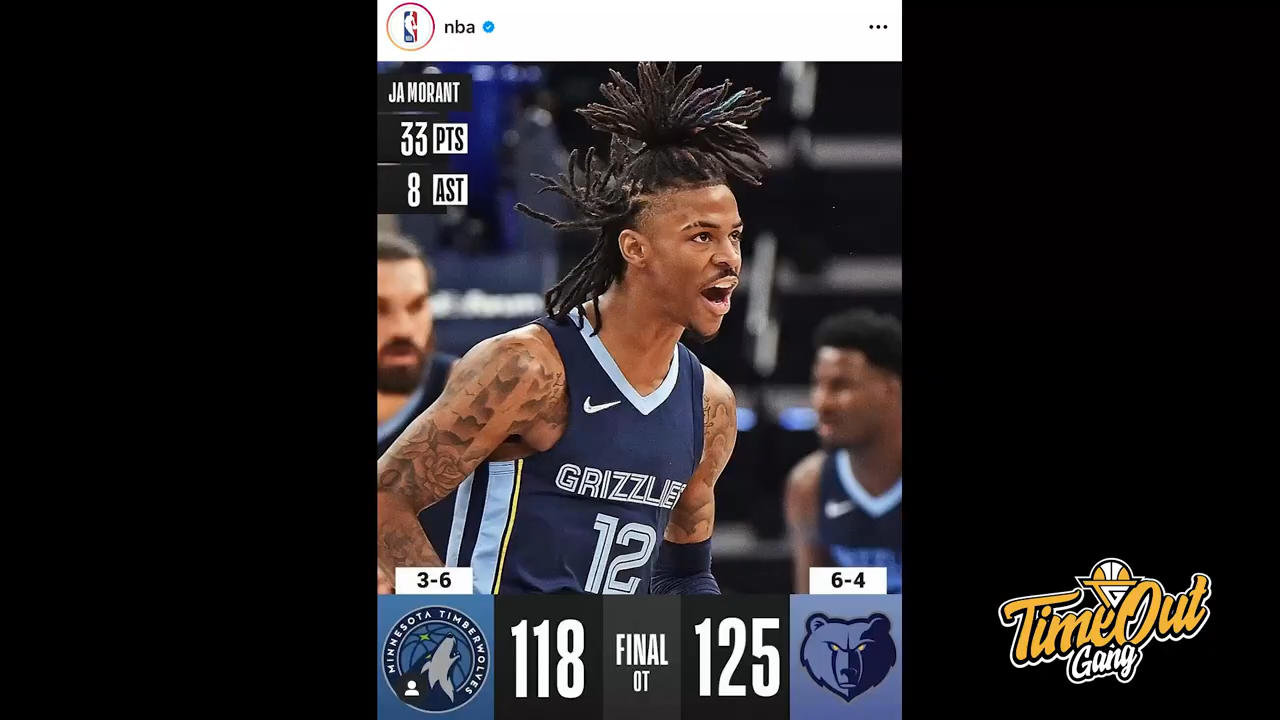 nba
JA MORANT
33 PTS
8 AST
GRIZZLIES
12
3-6
6-4
MINNESOTA TIMBERWOLVES
118
FINAL
OT
125
TimeOut
Gang